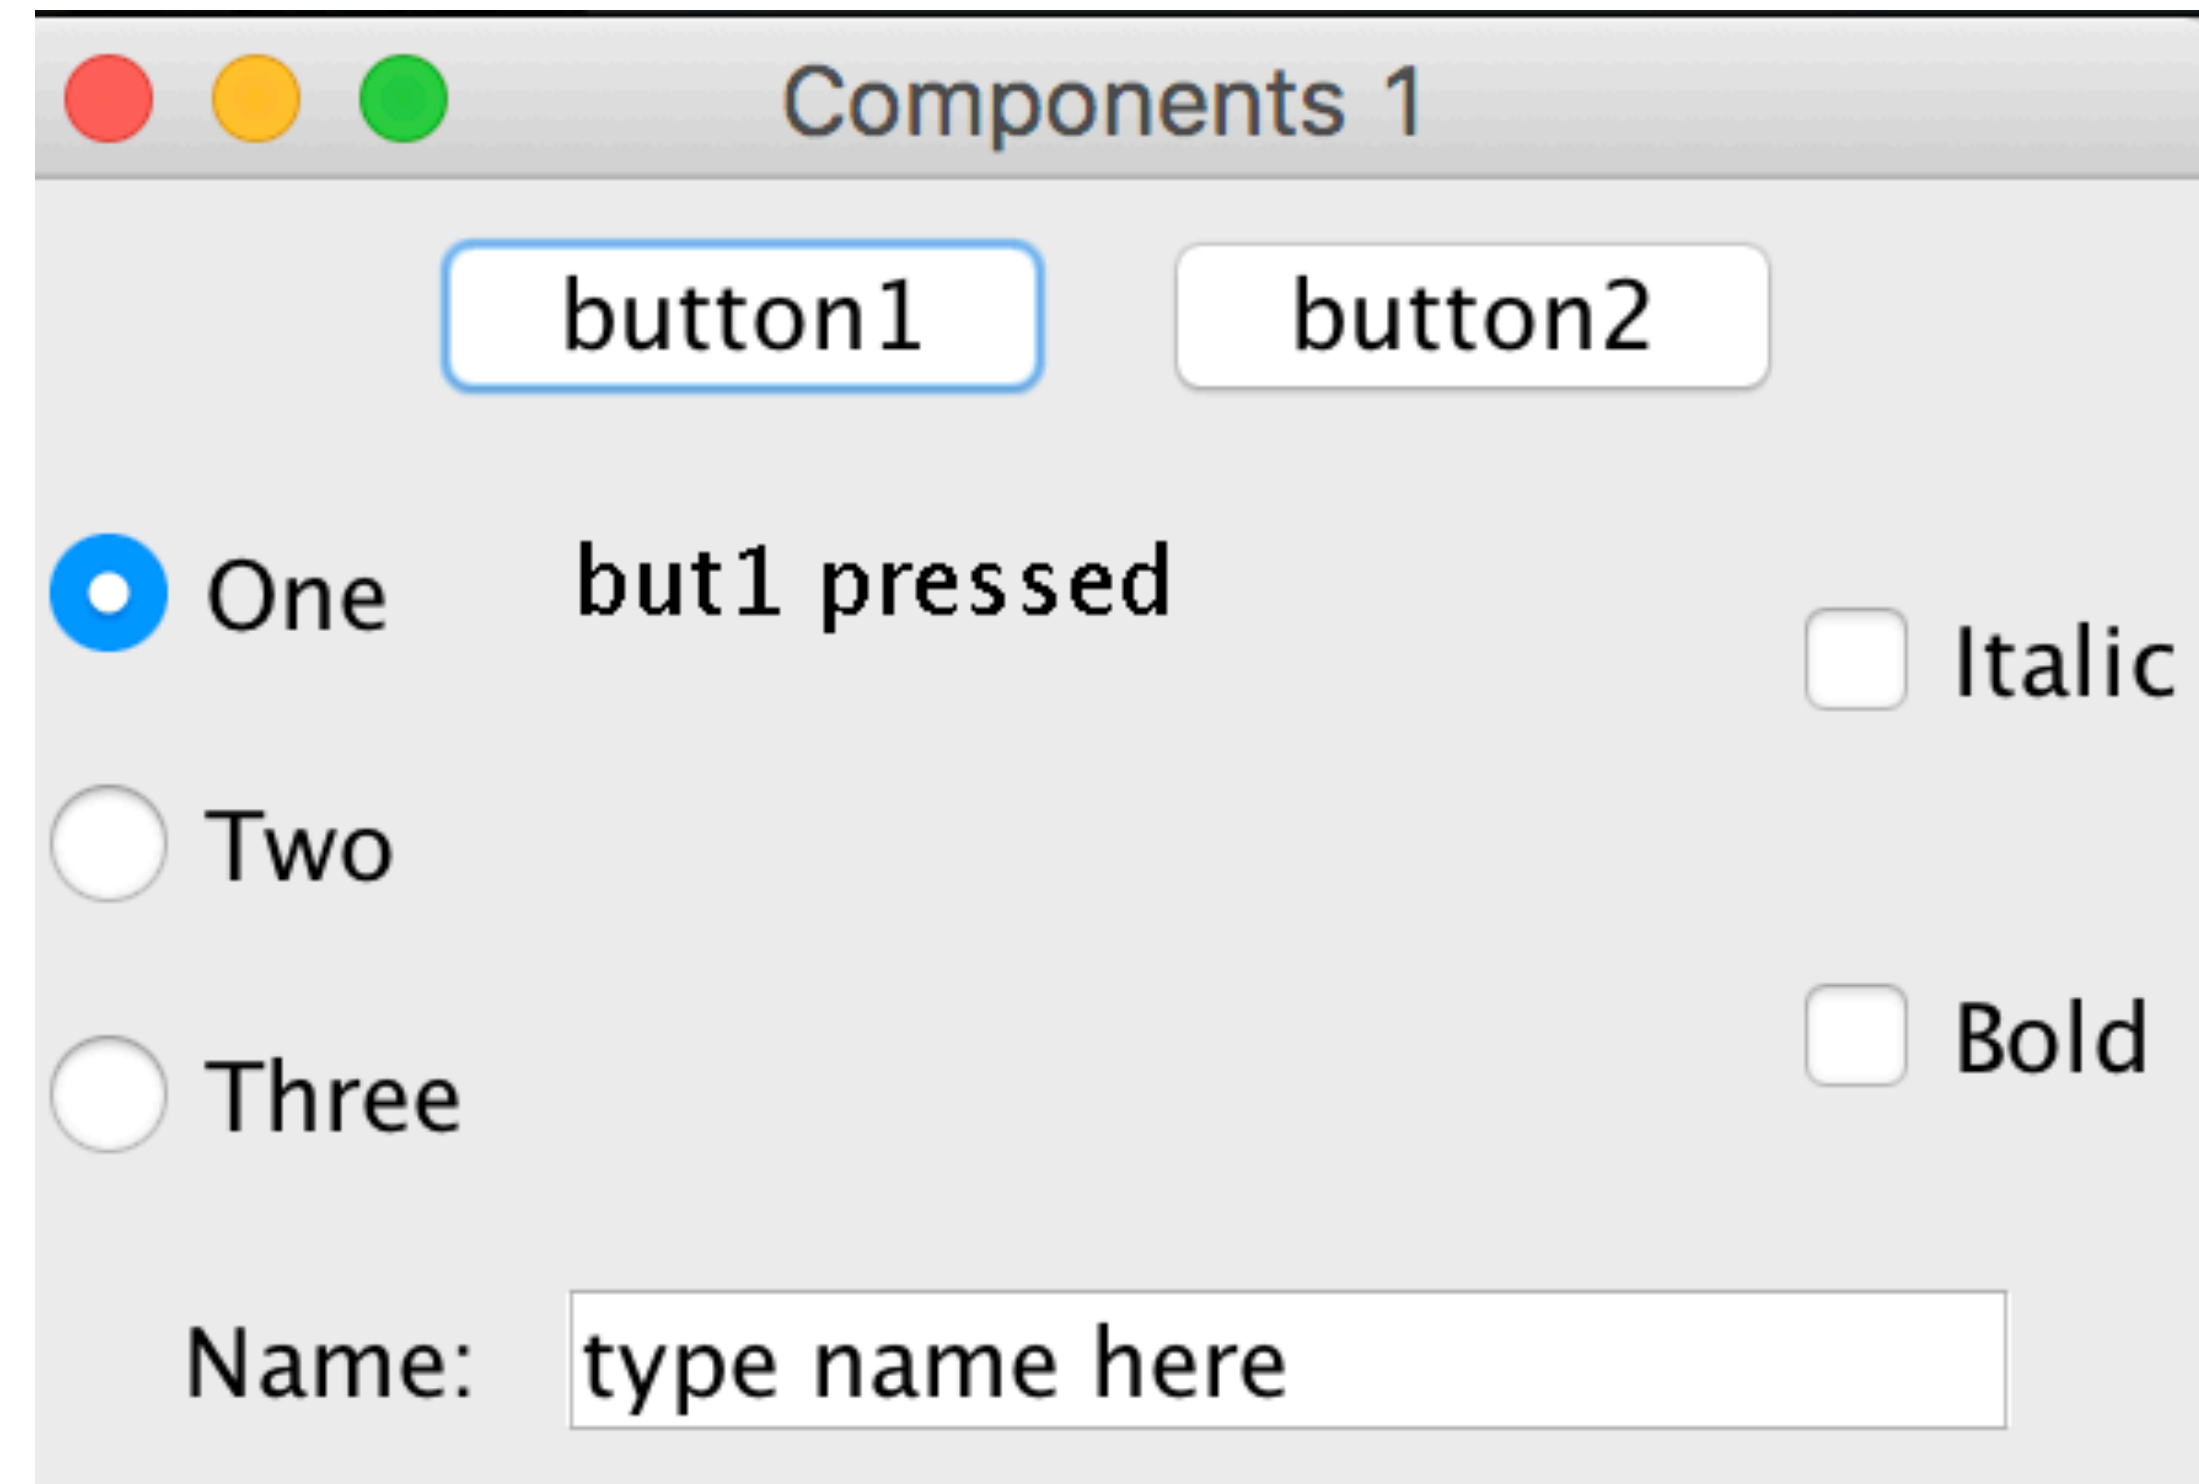 Components 1
button1 button2
One but1 pressed
Italic
Two
Bold
Three
Name: type name here